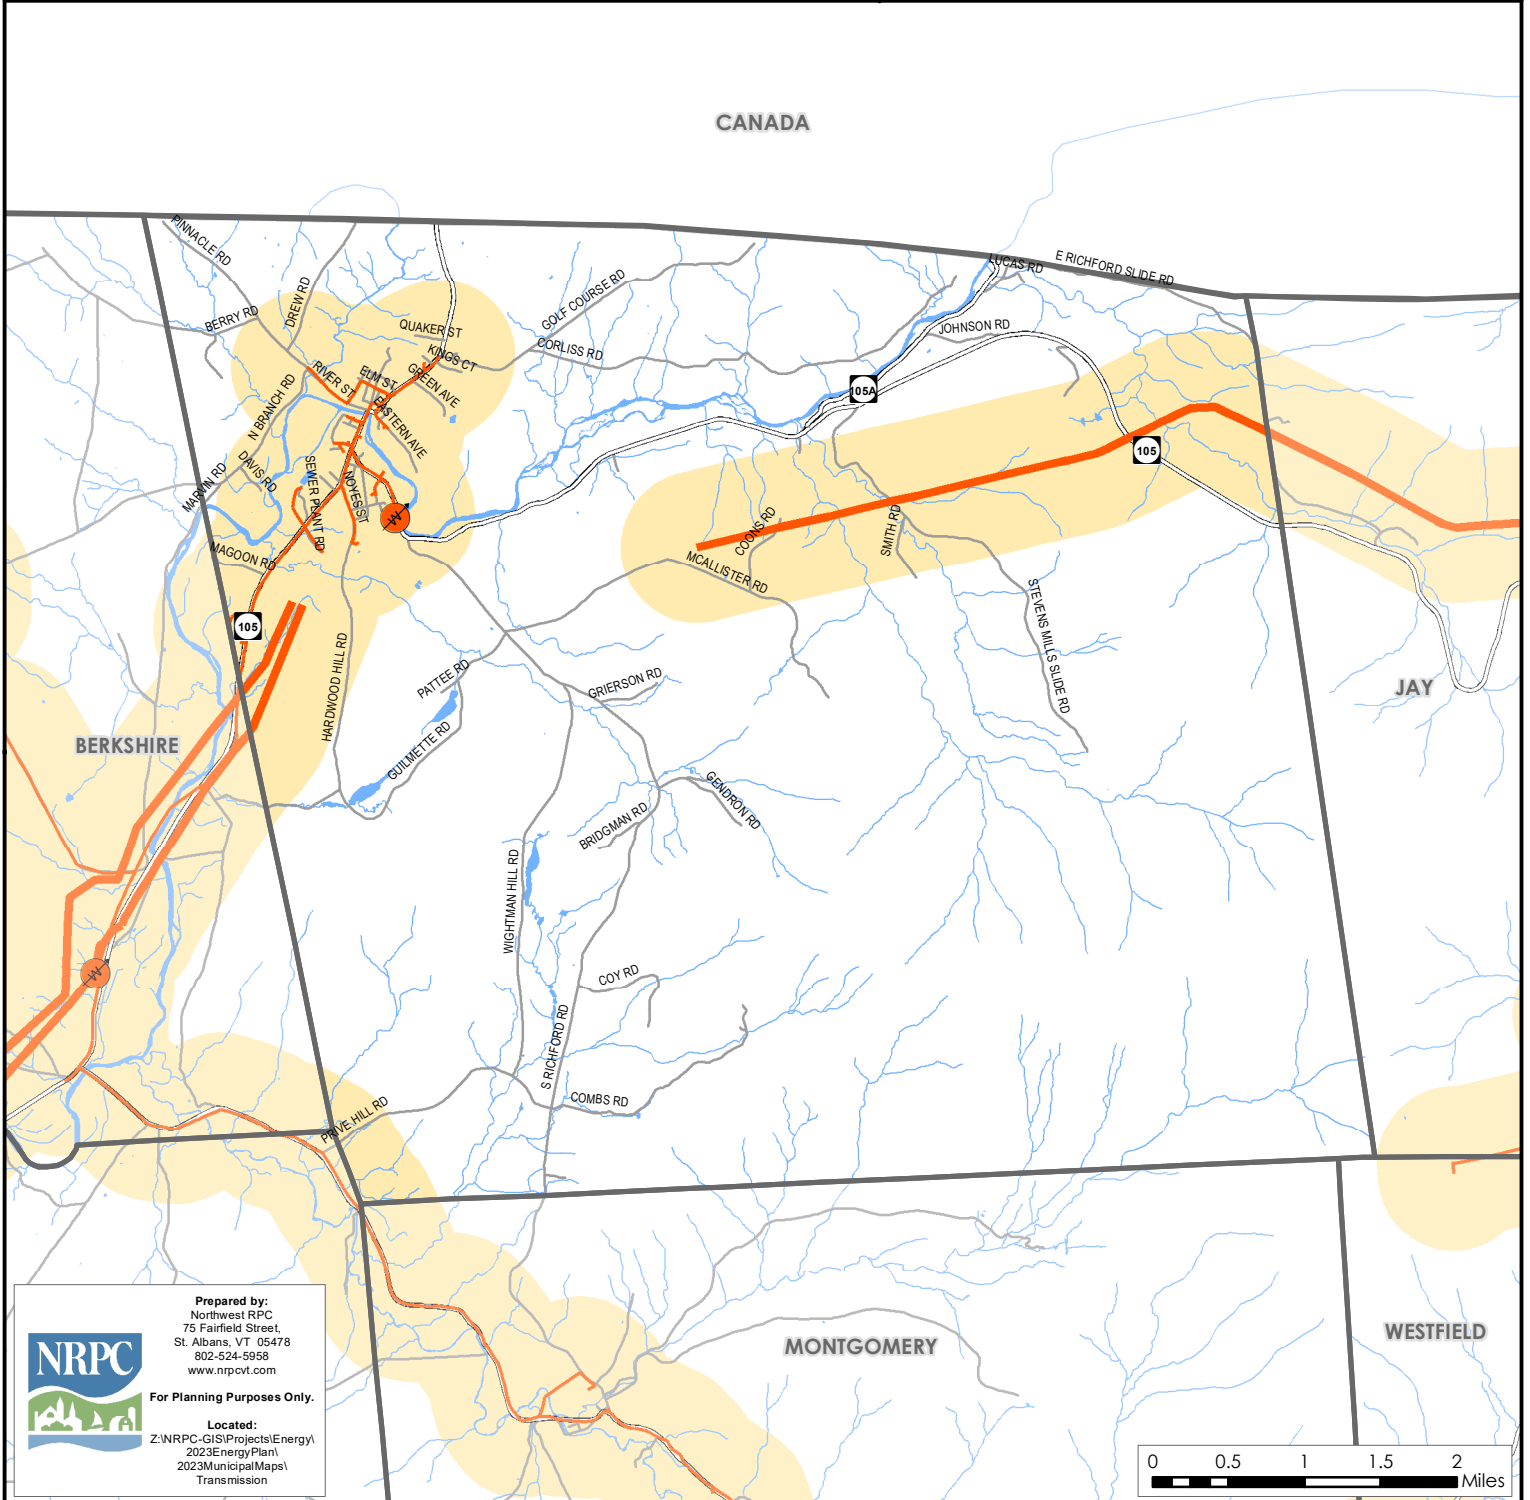 CANADA
PINNACLE RD
LUCAS RD
E RICHFORD SLIDE RD
DREW RD
GOLF COURSE RD
BERRY RD
QUAKER ST
JOHNSON RD
KINGS CT
CORLISS RD
RIVER ST
ELM ST
GREEN AVE
105A
N BRANCH RD
EASTERN AVE
105
DAVIS RD
MARVIN RD
SEWER PLANT RD
NOYES ST
W
COONS RD
SMITH RD
MAGOON RD
MCALLISTER RD
105
STEVENS MILLS SLIDE RD
HARDWOOD HILL RD
PATTEE RD
GRIERSON RD
JAY
BERKSHIRE
GUILMETTE RD
GENDRON RD
BRIDGMAN RD
WIGHTMAN HILL RD
W
COY RD
S RICHFORD RD
COMBS RD
PRIVE HILL RD
MONTGOMERY
WESTFIELD
NRPC
Prepared by:
Northwest RPC
75 Fairfield Street,
St. Albans, VT 05478
802-524-5958
www.nrpcvt.com
For Planning Purposes Only.
Located:
Z:\NRPC-GIS\Projects\Energy\
2023EnergyPlan\
2023MunicipalMaps\
Transmission
0 0.5 1 1.5 2
Miles